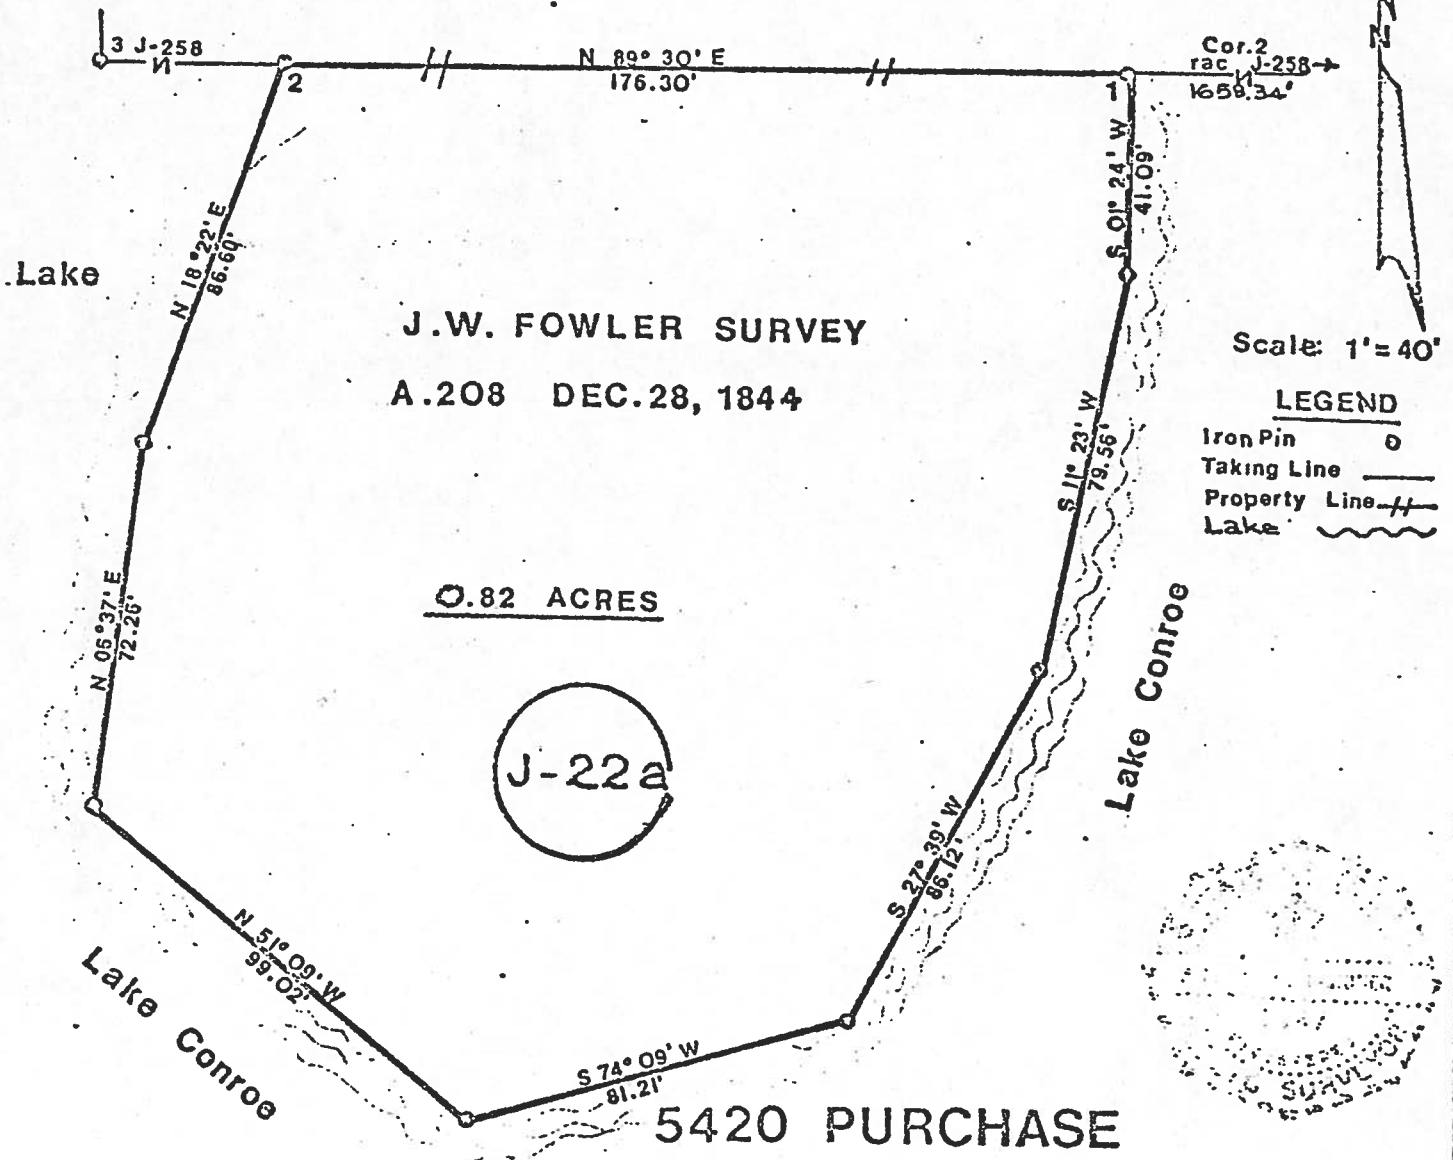 3 J-258
2
N 89° 30' E
176.30'
1
Cor. 2
rac J-258
1659.34'
N
S 01° 24' W
41.09'
N 18° 22' E
86.60'
Lake
J.W. FOWLER SURVEY
A.208 DEC.28, 1844
Scale: 1'=40'
LEGEND
Iron Pin
Taking Line
Property Line
Lake
S 11° 23' W
79.56'
N 06° 37' E
72.26'
0.82 ACRES
J-22a
Lake Conroe
S 27° 39' W
86.12'
N 51° 09' W
99.02'
Lake Conroe
S 74° 09' W
81.21'
5420 PURCHASE